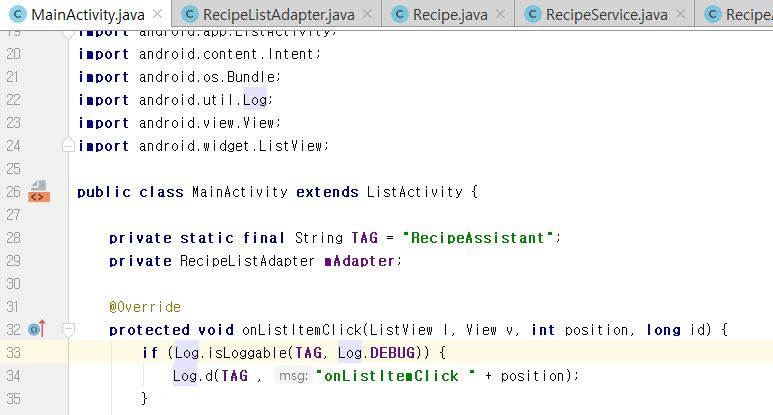 MainActivity.java × RecipeListAdapter.java × Recipe.java × RecipeService.java × RecipeA
19 import android.app.ListActivity;
20 import android.content.Intent;
21 import android.os.Bundle;
22 import android.util.Log;
23 import android.view.View;
24 import android.widget.ListView;
25
26 public class MainActivity extends ListActivity {
27
28 private static final String TAG = "RecipeAssistant";
29 private RecipeListAdapter mAdapter;
30
31 @Override
32 protected void onListItemClick(ListView l, View v, int position, long id) {
33 if (Log.isLoggable(TAG, Log.DEBUG)) {
34 Log.d(TAG , msg: "onListItemClick " + position);
35 }